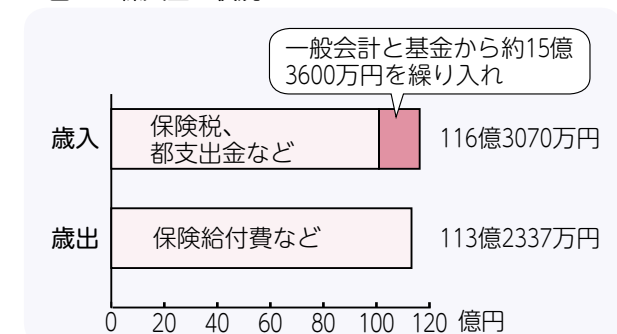 一般会計と基金から約15億
3600万円を繰り入れ
歳入
保険税、
都支出金など
116億3070万円
歳出
保険給付費など
113億2337万円
0 20 40 60 80 100 120 億円